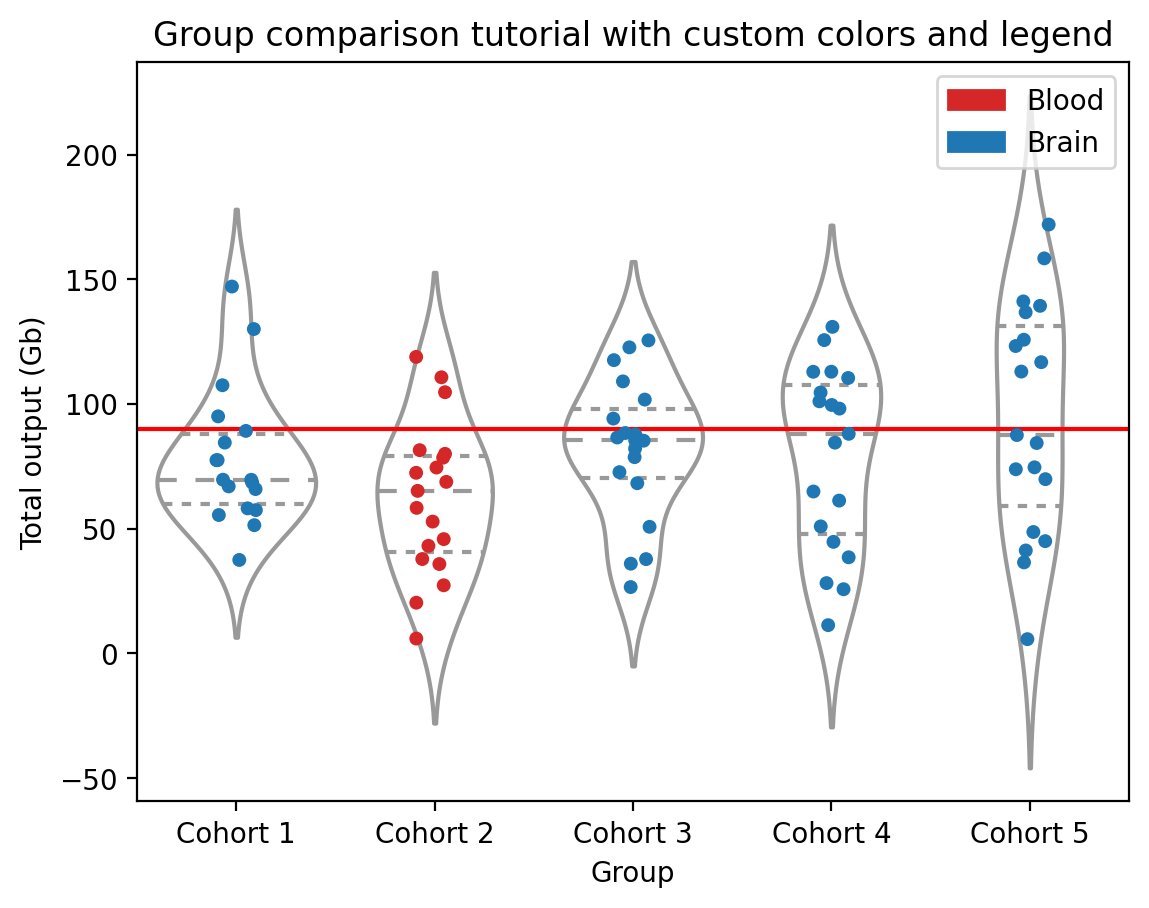 Group comparison tutorial with custom colors and legend
Blood
Brain
Total output (Gb)
200
150
100
50
0
−50
Cohort 1
Cohort 2
Cohort 3
Cohort 4
Cohort 5
Group